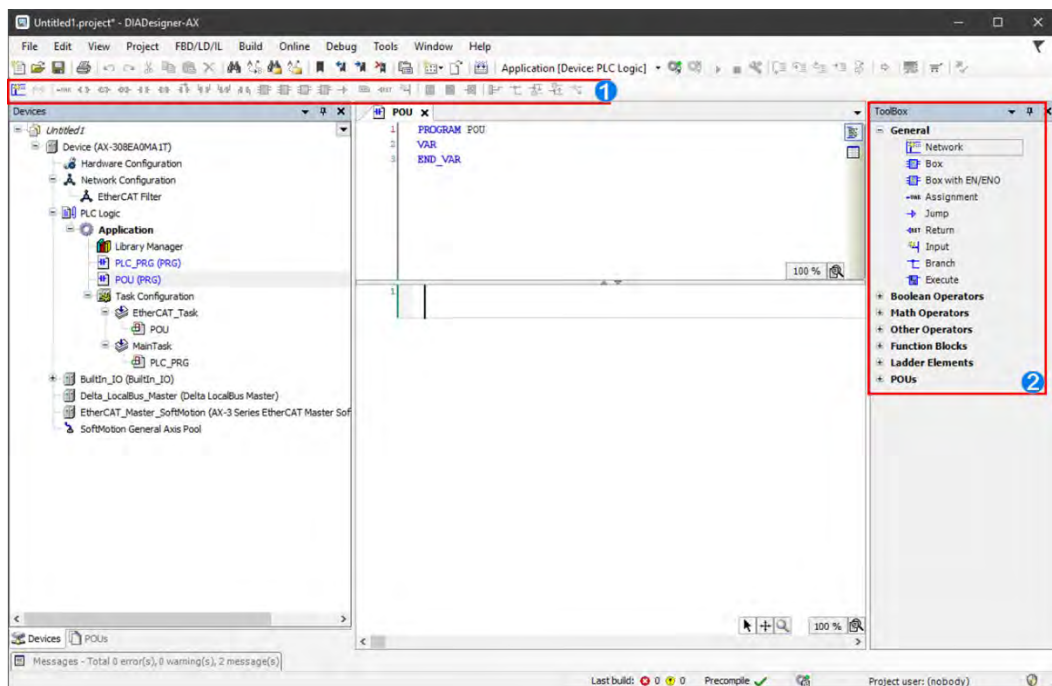 Untitled1.project* - DIADesigner-AX
File Edit View Project FBD/LD/IL Build Online Debug Tools Window Help
Application [Device: PLC Logic]
1
Devices
Untitled1
Device (AX-308EA0MA1T)
Hardware Configuration
Network Configuration
EtherCAT Filter
PLC Logic
Application
Library Manager
PLC_PRG (PRG)
POU (PRG)
Task Configuration
EtherCAT_Task
POU
MainTask
PLC_PRG
BuiltIn_IO (BuiltIn_IO)
Delta_LocalBus_Master (Delta LocalBus Master)
EtherCAT_Master_SoftMotion (AX-3 Series EtherCAT Master Sof
SoftMotion General Axis Pool
Devices POUs
POU
1 PROGRAM POU
2 VAR
3 END_VAR
100 %
1
100 %
ToolBox
General
Network
Box
Box with EN/ENO
Assignment
Jump
Return
Input
Branch
Execute
Boolean Operators
Math Operators
Other Operators
Function Blocks
Ladder Elements
POUs
2
Messages - Total 0 error(s), 0 warning(s), 2 message(s)
Last build: 0 0 Precompile Project user: (nobody)